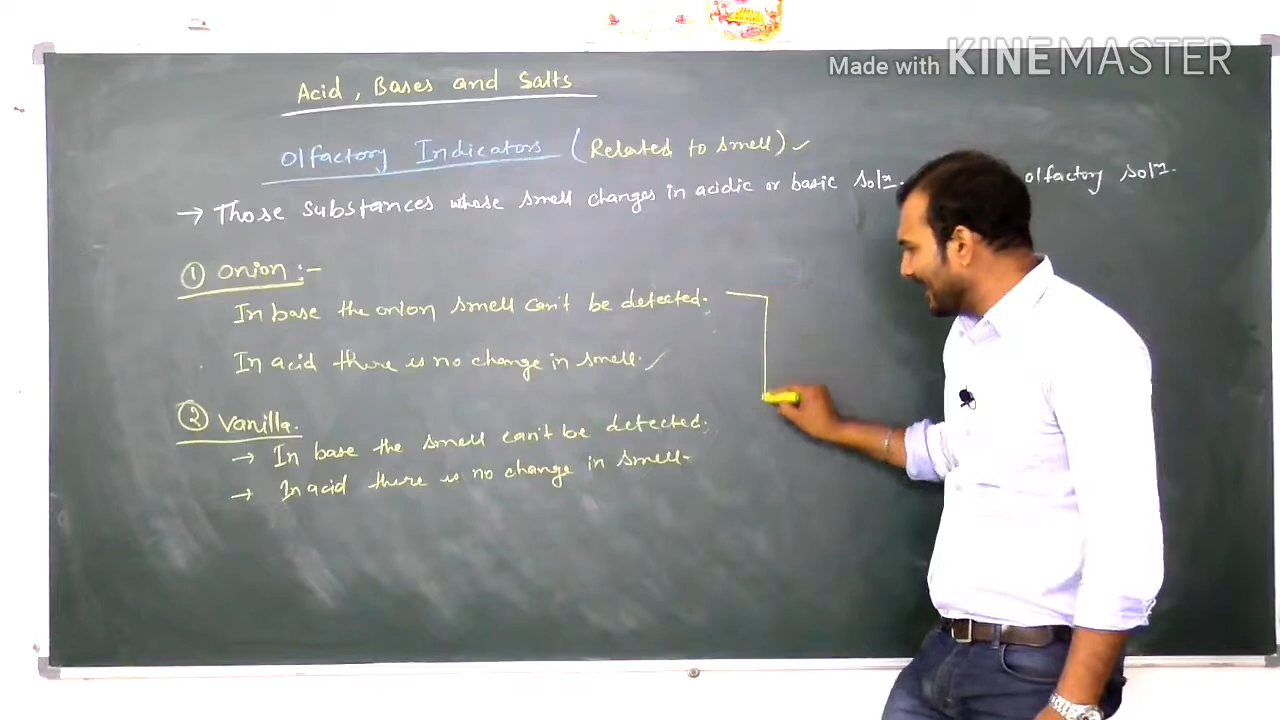 Made with KINEMASTER
Acid, Bases and Salts
Olfactory Indicators (Related to smell) ✓
→ Those substances whose smell changes in acidic or basic solⁿ. olfactory solⁿ.
① Onion :-
In base the onion smell can't be detected.
In acid there is no change in smell. ✓
② Vanilla.
→ In base the smell can't be detected.
→ In acid there is no change in smell.